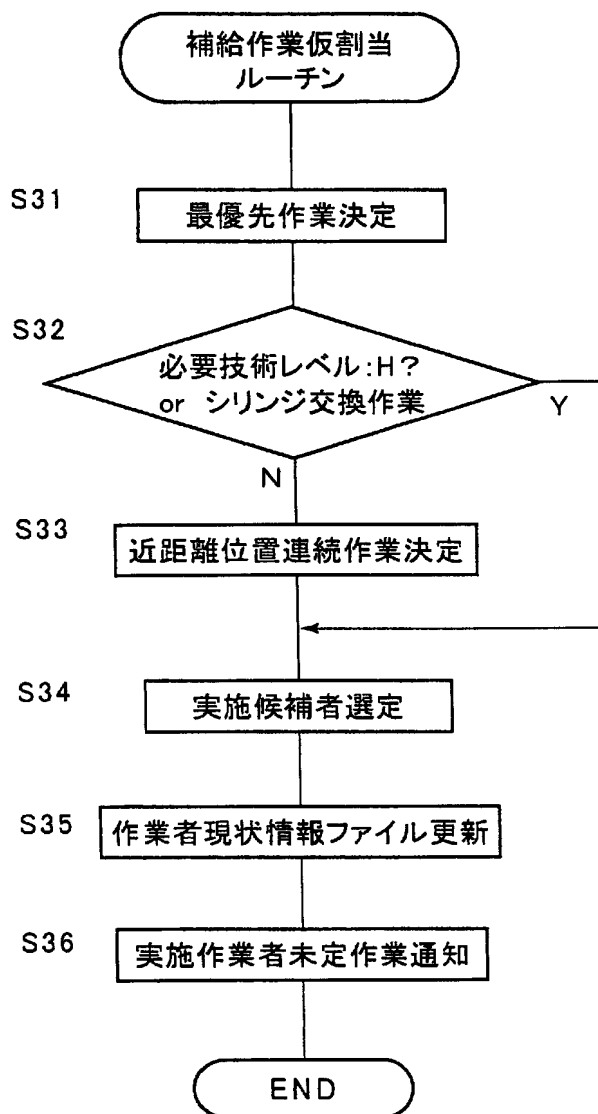 補給作業仮割当
ルーチン
S31
最優先作業決定
S32
必要技術レベル:H?
or シリンジ交換作業
Y
N
S33
近距離位置連続作業決定
S34
実施候補者選定
S35
作業者現状情報ファイル更新
S36
実施作業者未定作業通知
END